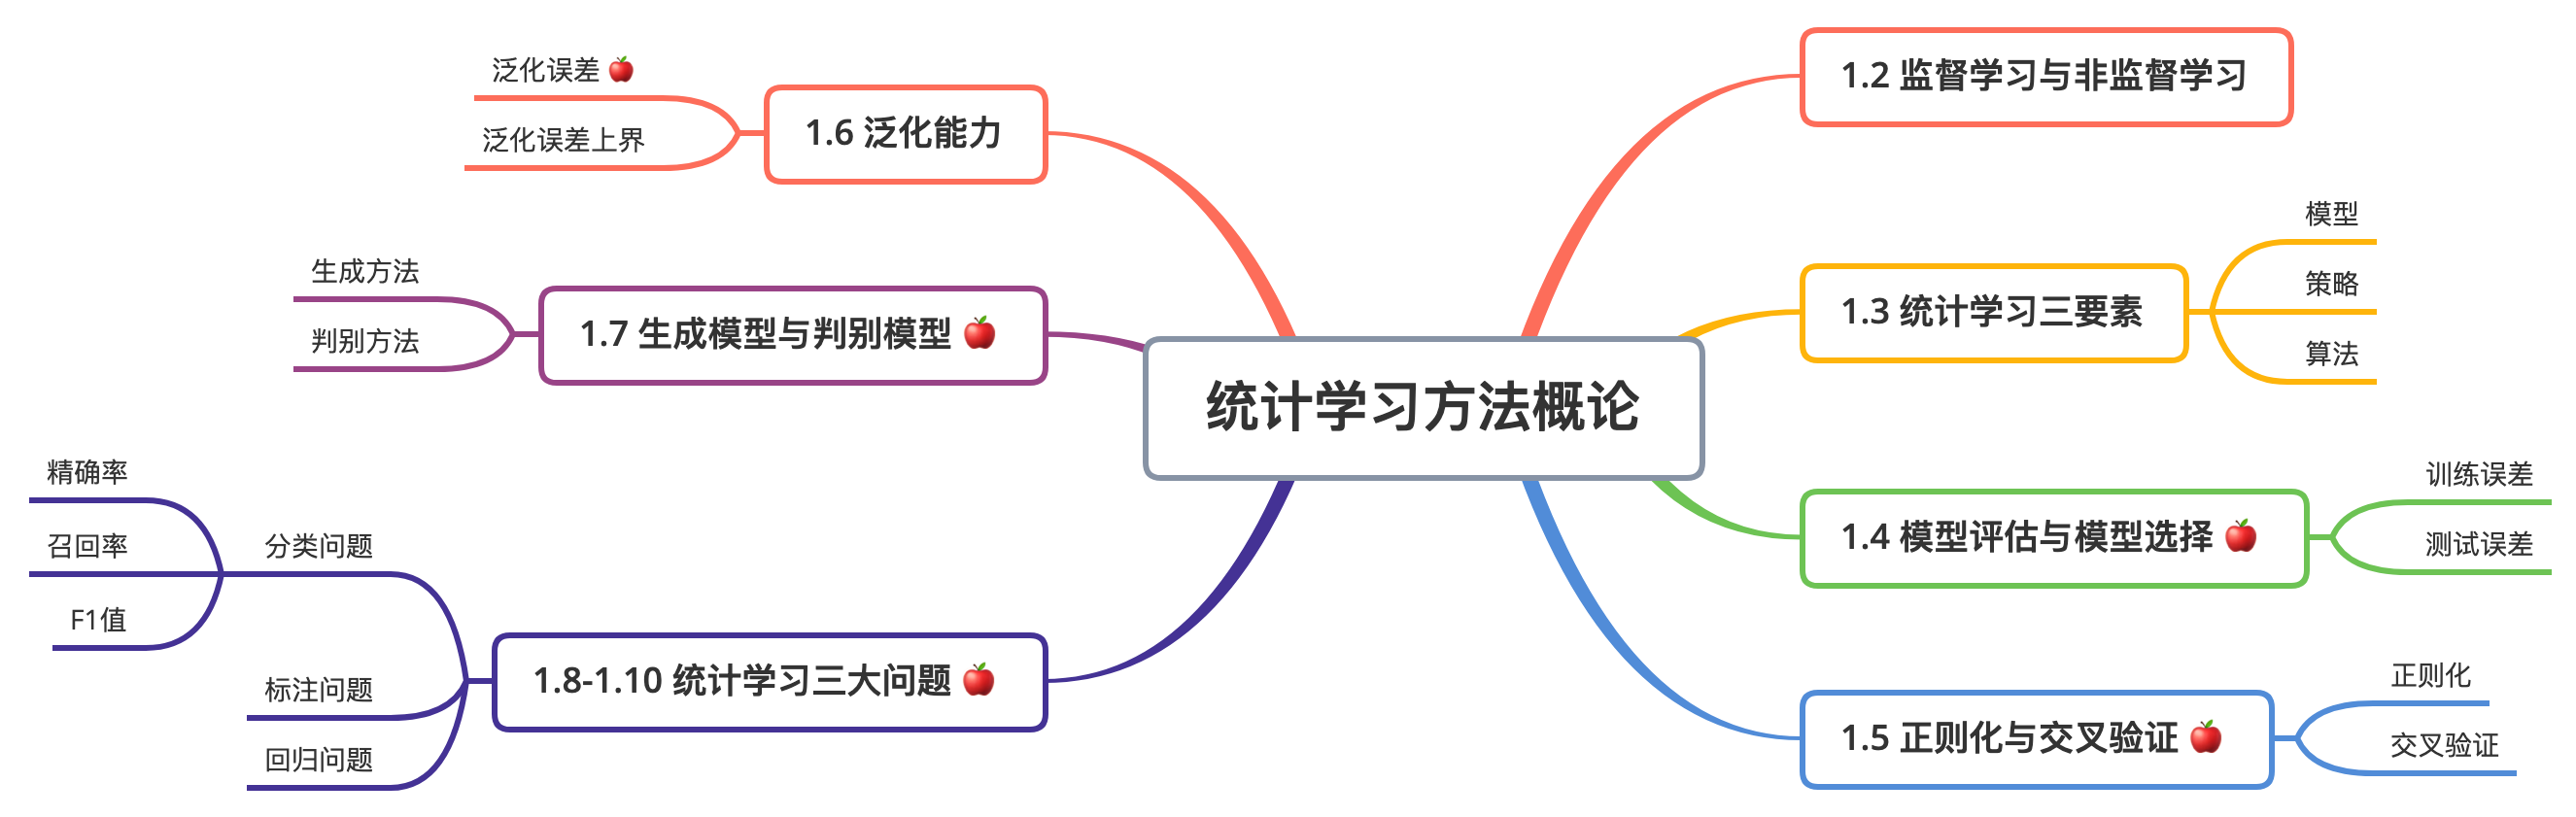 统计学习方法概论
1.2 监督学习与非监督学习
1.3 统计学习三要素
模型
策略
算法
1.4 模型评估与模型选择 🍎
训练误差
测试误差
1.5 正则化与交叉验证 🍎
正则化
交叉验证
1.6 泛化能力
泛化误差 🍎
泛化误差上界
1.7 生成模型与判别模型 🍎
生成方法
判别方法
1.8-1.10 统计学习三大问题 🍎
分类问题
精确率
召回率
F1值
标注问题
回归问题